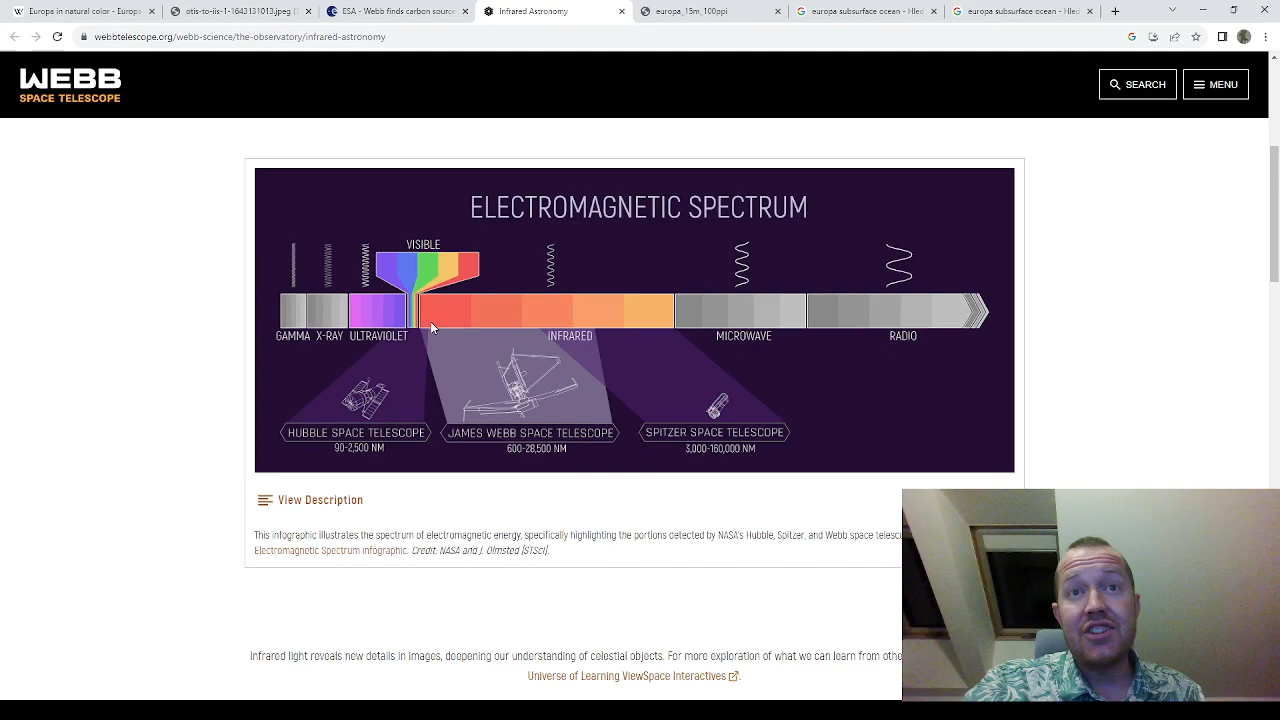 Europa in natural color - Europ
otis-to-iis-1-1643131013.jpeg (1
ESA - Webb finds carbon source
Infrared Astronomy
europa_15m_100ppi
europa subsurface ocean - Hled
europa subsurface ocean - Hled
webbtelescope.org/web-science/the-observatory/infrared-astronomy
WEBB
SPACE TELESCOPE
SEARCH
MENU
ELECTROMAGNETIC SPECTRUM
VISIBLE
GAMMA X-RAY ULTRAVIOLET INFRARED MICROWAVE RADIO
HUBBLE SPACE TELESCOPE
90-2,500 NM
JAMES WEBB SPACE TELESCOPE
600-28,500 NM
SPITZER SPACE TELESCOPE
3,000-160,000 NM
View Description
This infographic illustrates the spectrum of electromagnetic energy, specifically highlighting the portions detected by NASA's Hubble, Spitzer, and Webb space telesco
Electromagnetic Spectrum infographic. Credit: NASA and J. Olmsted [STScI].
Infrared light reveals new details in images, deepening our understanding of celestial objects. For more exploration of what we can learn from othe
Universe of Learning ViewSpace Interactives